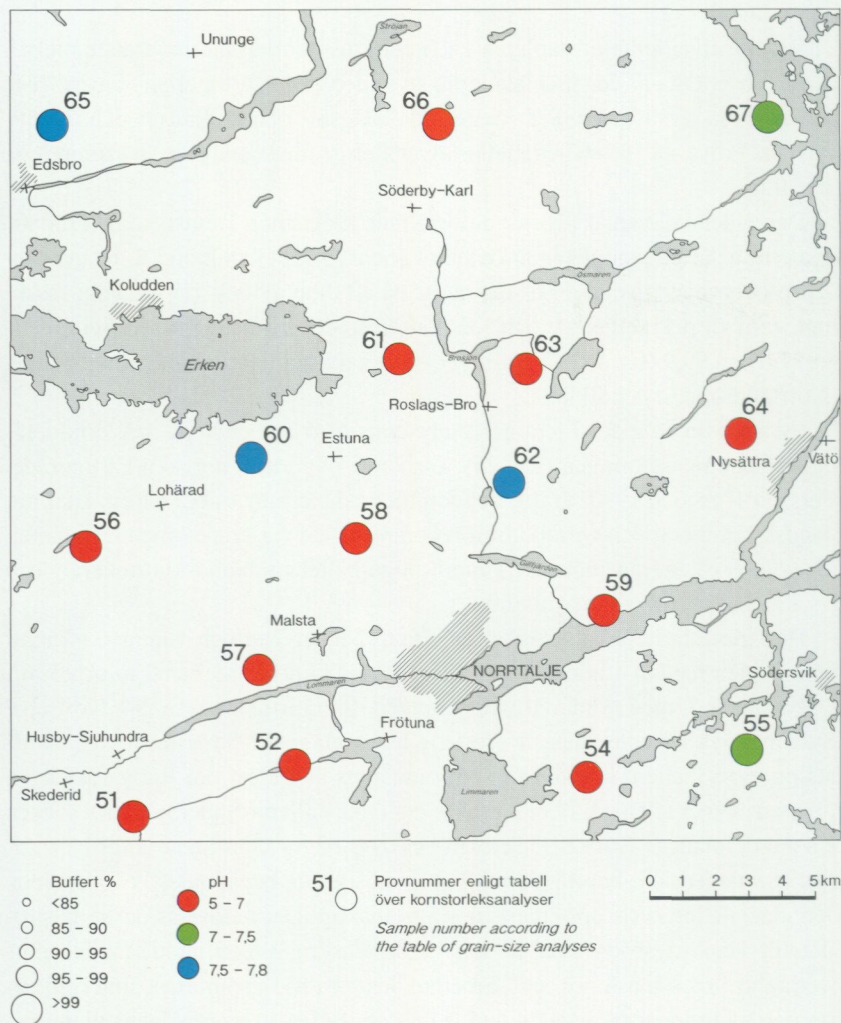 Strösjön
Ununge
65
66
67
Edsbro
Söderby-Karl
Osmaren
Koludden
61
63
Brosjön
Erken
Roslags-Bro
64
60
Estuna
62
Nysättra
Vätö
Lohärad
56
58
Gillfjärden
59
Malsta
57
NORRTÄLJE
Södersvik
Lommaren
Husby-Sjuhundra
Frötuna
55
52
54
Skederid
Limmaren
51
Buffert %
<85
85 – 90
90 – 95
95 – 99
>99
pH
5 – 7
7 – 7,5
7,5 – 7,8
51
Provnummer enligt tabell
över kornstorleksanalyser
Sample number according to
the table of grain-size analyses
0 1 2 3 4 5 km